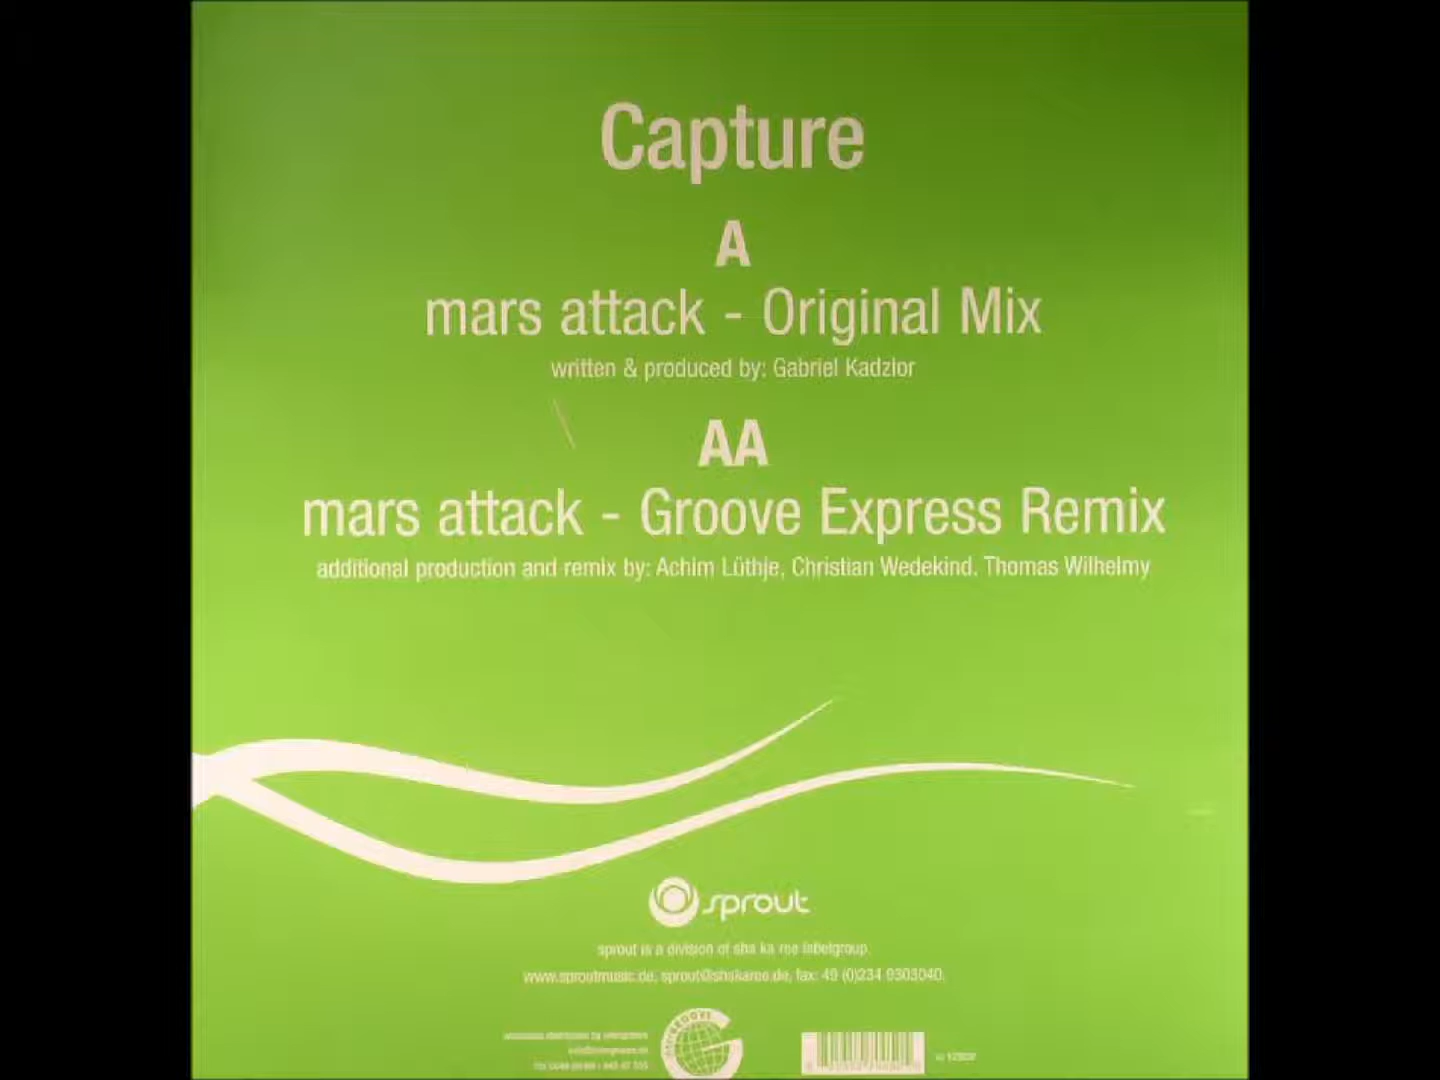 Capture
A
mars attack - Original Mix
written & produced by: Gabriel Kadzior
AA
mars attack - Groove Express Remix
additional production and remix by: Achim Lüthje, Christian Wedekind, Thomas Wilhelmy
sprout
sprout is a division of sha ka ree labelgroup
www.sproutmusic.de, sprout@shakaree.de, fax: 49 (0)234 9303040,
GROOVE